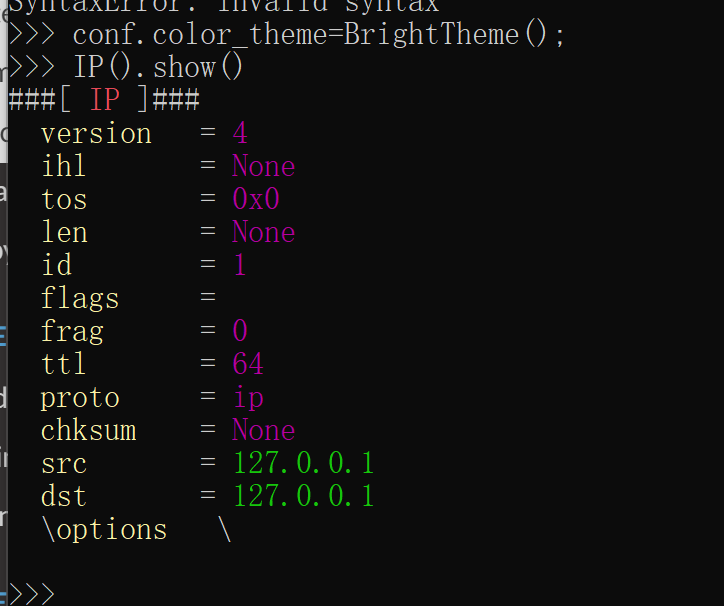 SyntaxError: invalid syntax
>>> conf.color_theme=BrightTheme();
>>> IP().show()
###[ IP ]###
  version   = 4
  ihl       = None
  tos       = 0x0
  len       = None
  id        = 1
  flags     =
  frag      = 0
  ttl       = 64
  proto     = ip
  chksum    = None
  src       = 127.0.0.1
  dst       = 127.0.0.1
  \options   \
>>>